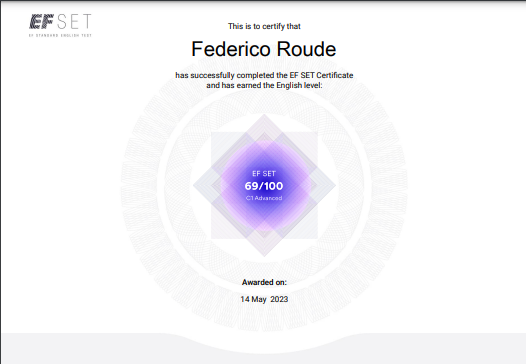 EF SET
EF STANDARD ENGLISH TEST
This is to certify that
Federico Roude
has successfully completed the EF SET Certificate
and has earned the English level:
EF SET
69/100
C1 Advanced
Awarded on:
14 May 2023